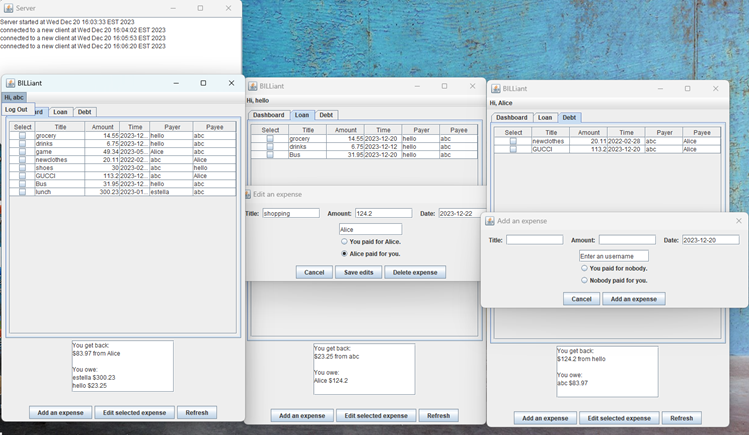 Server
Server started at Wed Dec 20 16:03:33 EST 2023
connected to a new client at Wed Dec 20 16:04:02 EST 2023
connected to a new client at Wed Dec 20 16:05:53 EST 2023
connected to a new client at Wed Dec 20 16:06:20 EST 2023
BILLiant
Hi, abc
Log Out
ard Loan Debt
Select Title Amount Time Payer Payee
grocery 14.55 2023-12... hello abc
drinks 6.75 2023-12... hello abc
game 49.34 2023-05... Alice abc
newclothes 20.11 2022-02... abc Alice
shoes 30 2023-02... abc hello
GUCCI 113.2 2023-12... abc Alice
Bus 31.95 2023-12... hello abc
lunch 300.23 2023-01... estella abc
You get back:
$83.97 from Alice
You owe:
estella $300.23
hello $23.25
Add an expense Edit selected expense Refresh
BILLiant
Hi, hello
Dashboard Loan Debt
Select Title Amount Time Payer Payee
grocery 14.55 2023-12-20 hello abc
drinks 6.75 2023-12-12 hello abc
Bus 31.95 2023-12-20 hello abc
Edit an expense
Title: shopping Amount: 124.2 Date: 2023-12-22
Alice
You paid for Alice.
Alice paid for you.
Cancel Save edits Delete expense
You get back:
$23.25 from abc
You owe:
Alice $124.2
Add an expense Edit selected expense Refresh
BILLiant
Hi, Alice
Dashboard Loan Debt
Select Title Amount Time Payer Payee
newclothes 20.11 2022-02-28 abc Alice
GUCCI 113.2 2023-12-20 abc Alice
Add an expense
Title: Amount: Date: 2023-12-20
Enter an username
You paid for nobody.
Nobody paid for you.
Cancel Add an expense
You get back:
$124.2 from hello
You owe:
abc $83.97
Add an expense Edit selected expense Refresh